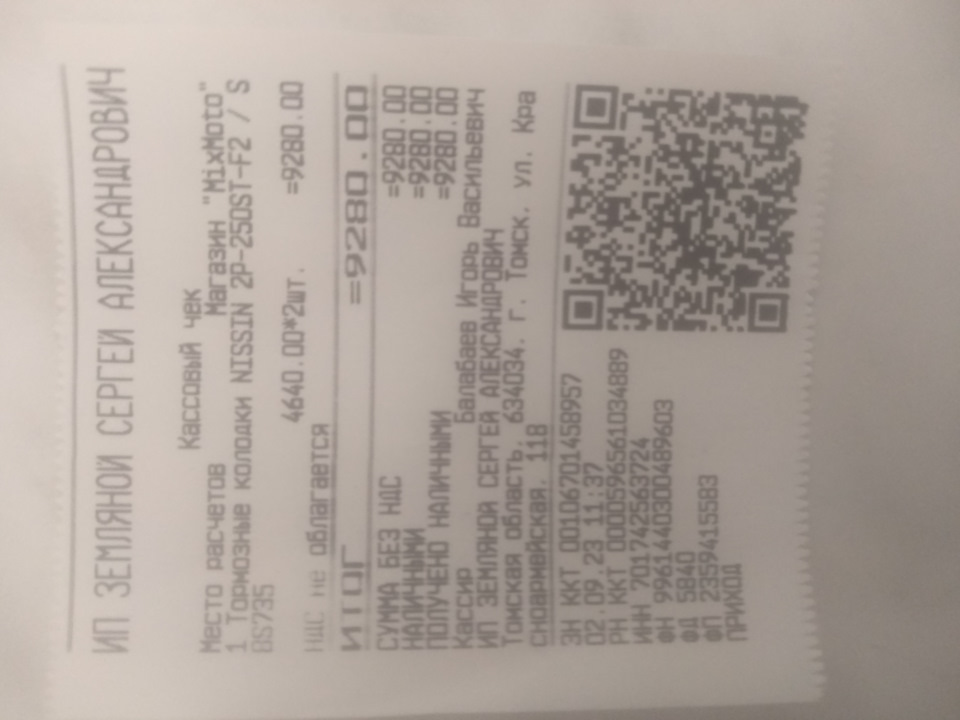 ИП ЗЕМЛЯНОЙ СЕРГЕЙ АЛЕКСАНДРОВИЧ
Кассовый чек
Место расчетов Магазин "MixMoto"
1 Тормозные колодки NISSIN 2P-250ST-F2 / S
BS735
4640.00*2шт. =9280.00
НДС не облагается
ИТОГ =9280.00
СУММА БЕЗ НДС =9280.00
НАЛИЧНЫМИ =9280.00
ПОЛУЧЕНО НАЛИЧНЫМИ =9280.00
Кассир Балабаев Игорь Васильевич
ИП ЗЕМЛЯНОЙ СЕРГЕЙ АЛЕКСАНДРОВИЧ
Томская область. 634034. г. Томск. ул. Кра
сноармейская. 118
ЗН ККТ 00106701458957
02.09.23 11:37
РН ККТ 0000596561034889
ИНН 701742563724
ФН 9961440300489603
ФД 5840
ФП 2359415583
ПРИХОД